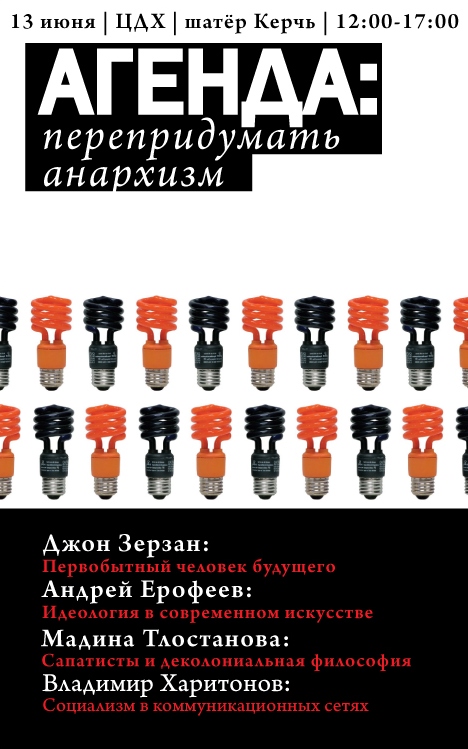 13 июня | ЦДХ | шатёр Керчь | 12:00-17:00
АГЕНДА:
перепридумать
анархизм
Джон Зерзан:
Первобытный человек будущего
Андрей Ерофеев:
Идеология в современном искусстве
Мадина Тлостанова:
Сапатисты и деколониальная философия
Владимир Харитонов:
Социализм в коммуникационных сетях